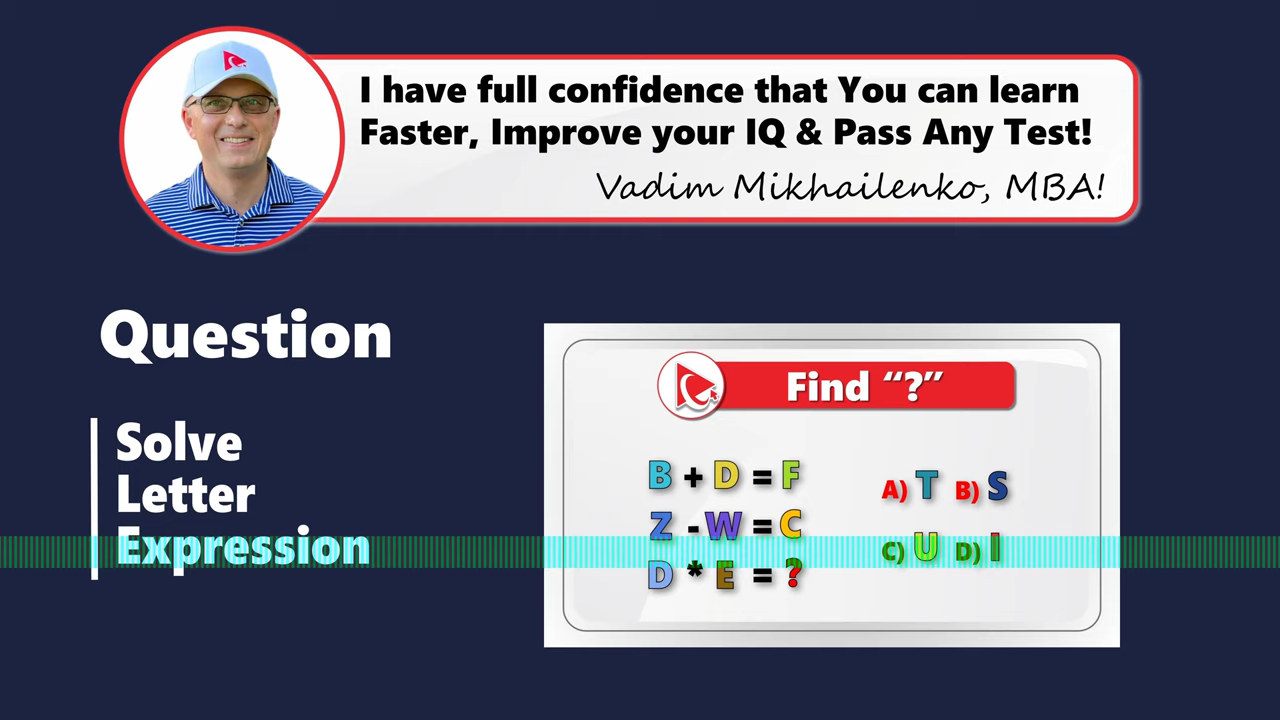 I have full confidence that You can learn
Faster, Improve your IQ & Pass Any Test!
Vadim Mikhailenko, MBA!
Question
Solve
Letter
Expression
Find “?”
B + D = F
Z - W = C
D * E = ?
A) T B) S
C) U D) I